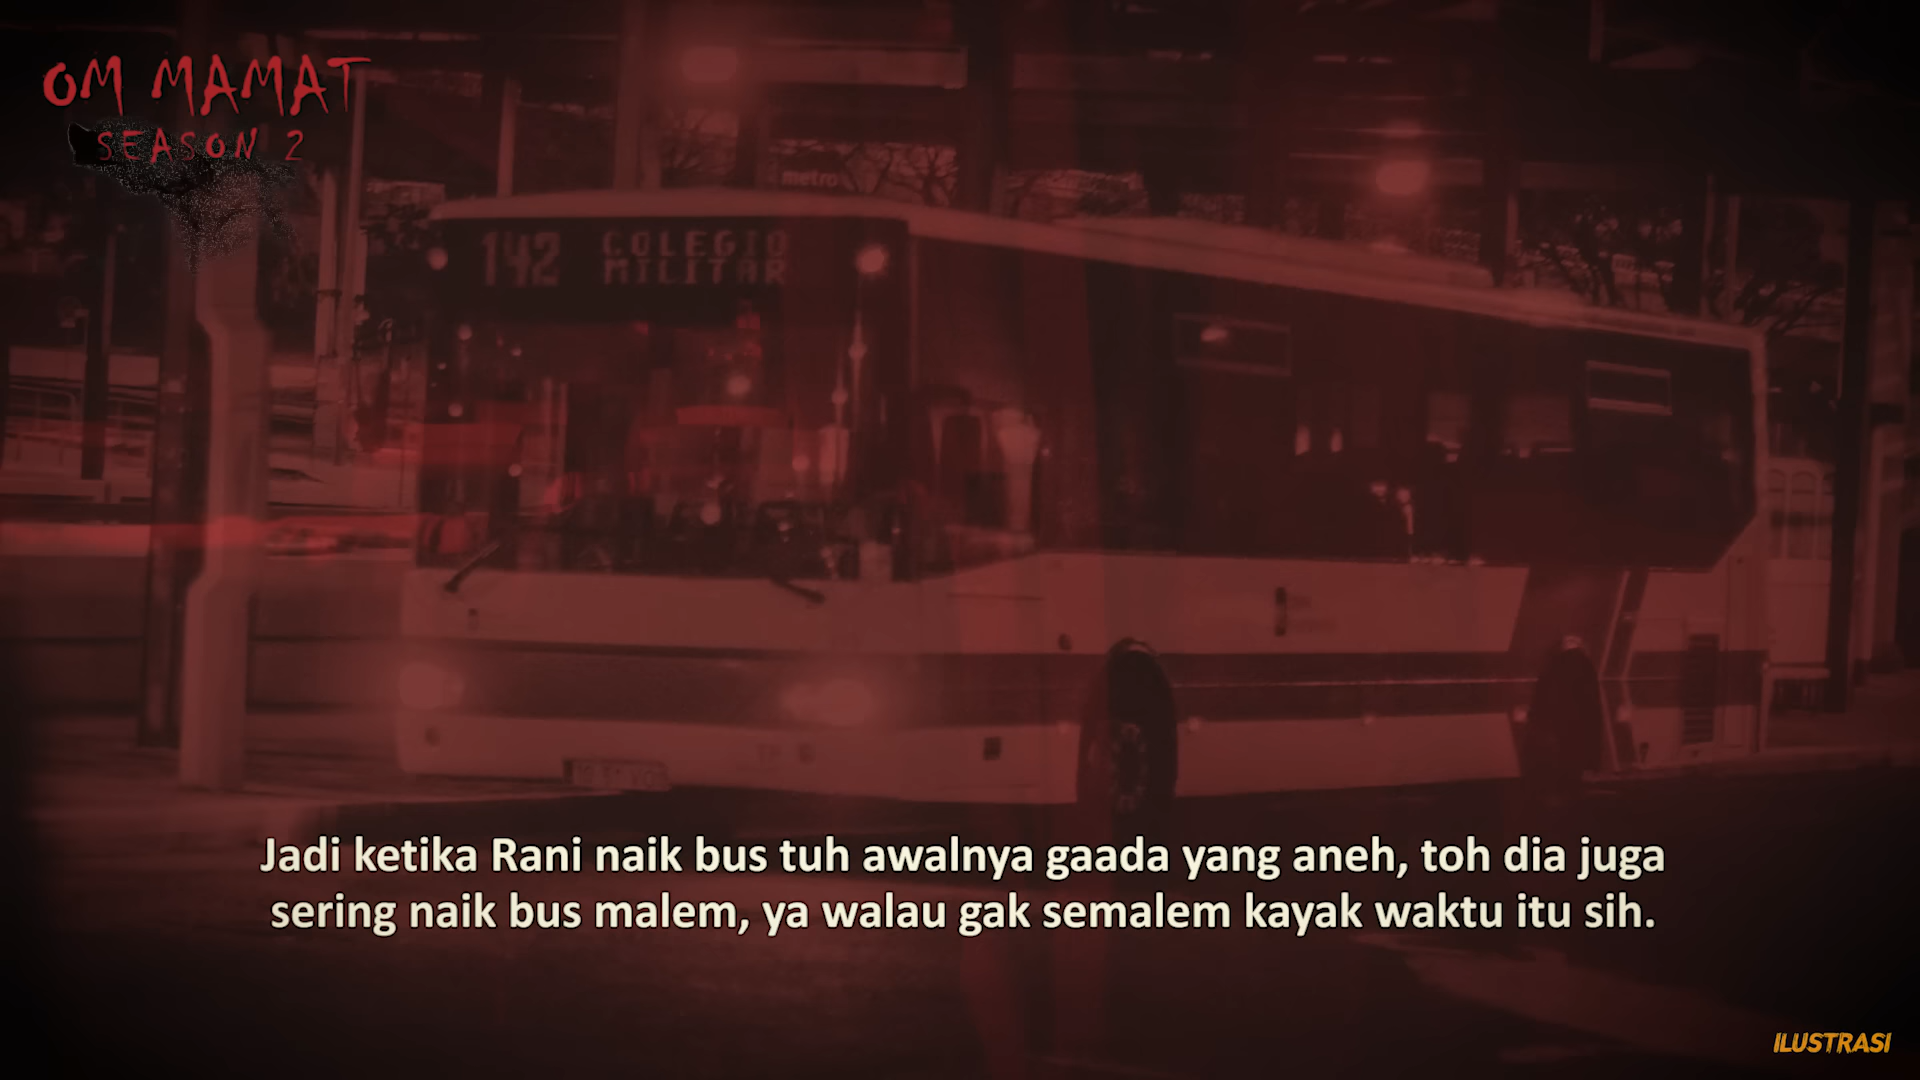 OM MAMAT
SEASON 2
metro
142 COLEGIO
MILITAR
Jadi ketika Rani naik bus tuh awalnya gaada yang aneh, toh dia juga
sering naik bus malem, ya walau gak semalem kayak waktu itu sih.
ILUSTRASI